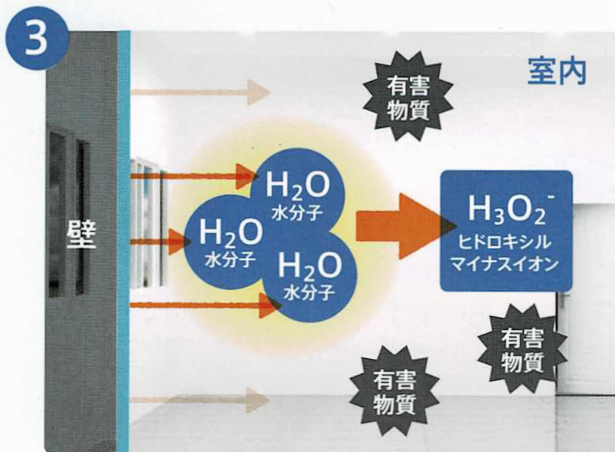 3
室内
有害
物質
壁
H₂O
水分子
H₂O
水分子
H₂O
水分子
H₃O₂⁻
ヒドロキシル
マイナスイオン
有害
物質
有害
物質